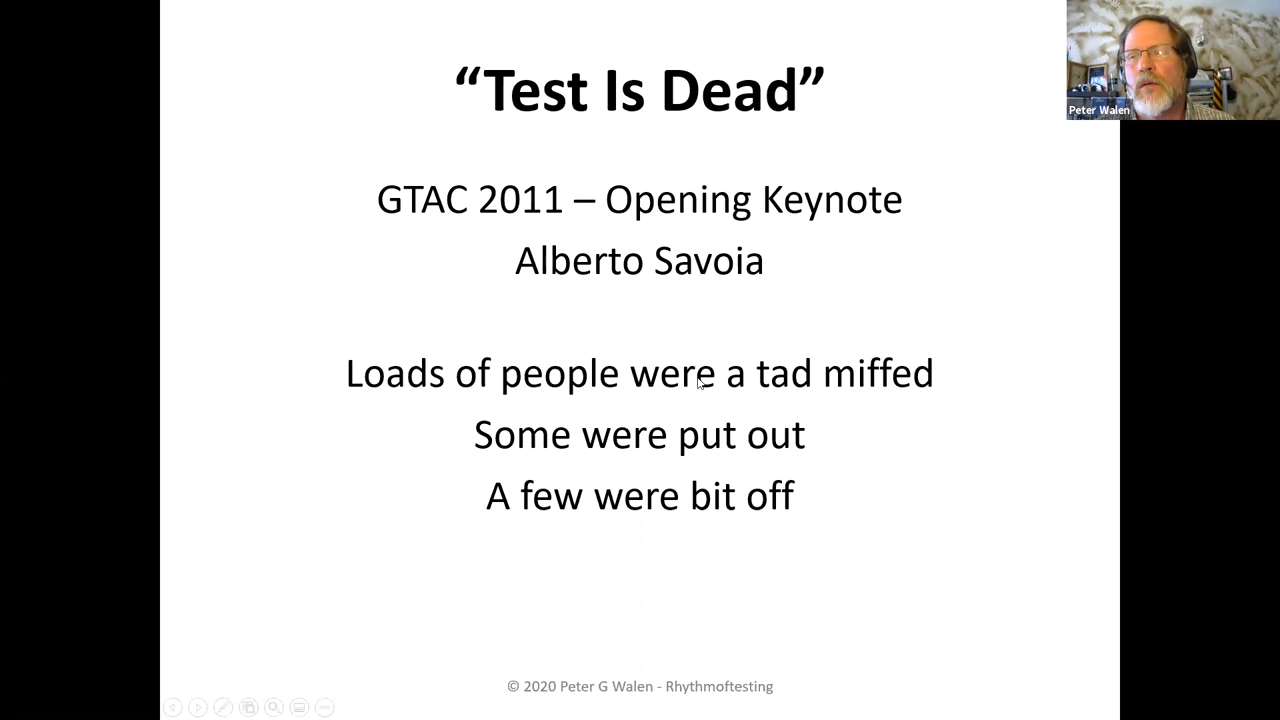 “Test Is Dead”
Peter Walen
GTAC 2011 – Opening Keynote
Alberto Savoia
Loads of people were a tad miffed
Some were put out
A few were bit off
© 2020 Peter G Walen - Rhythmoftesting